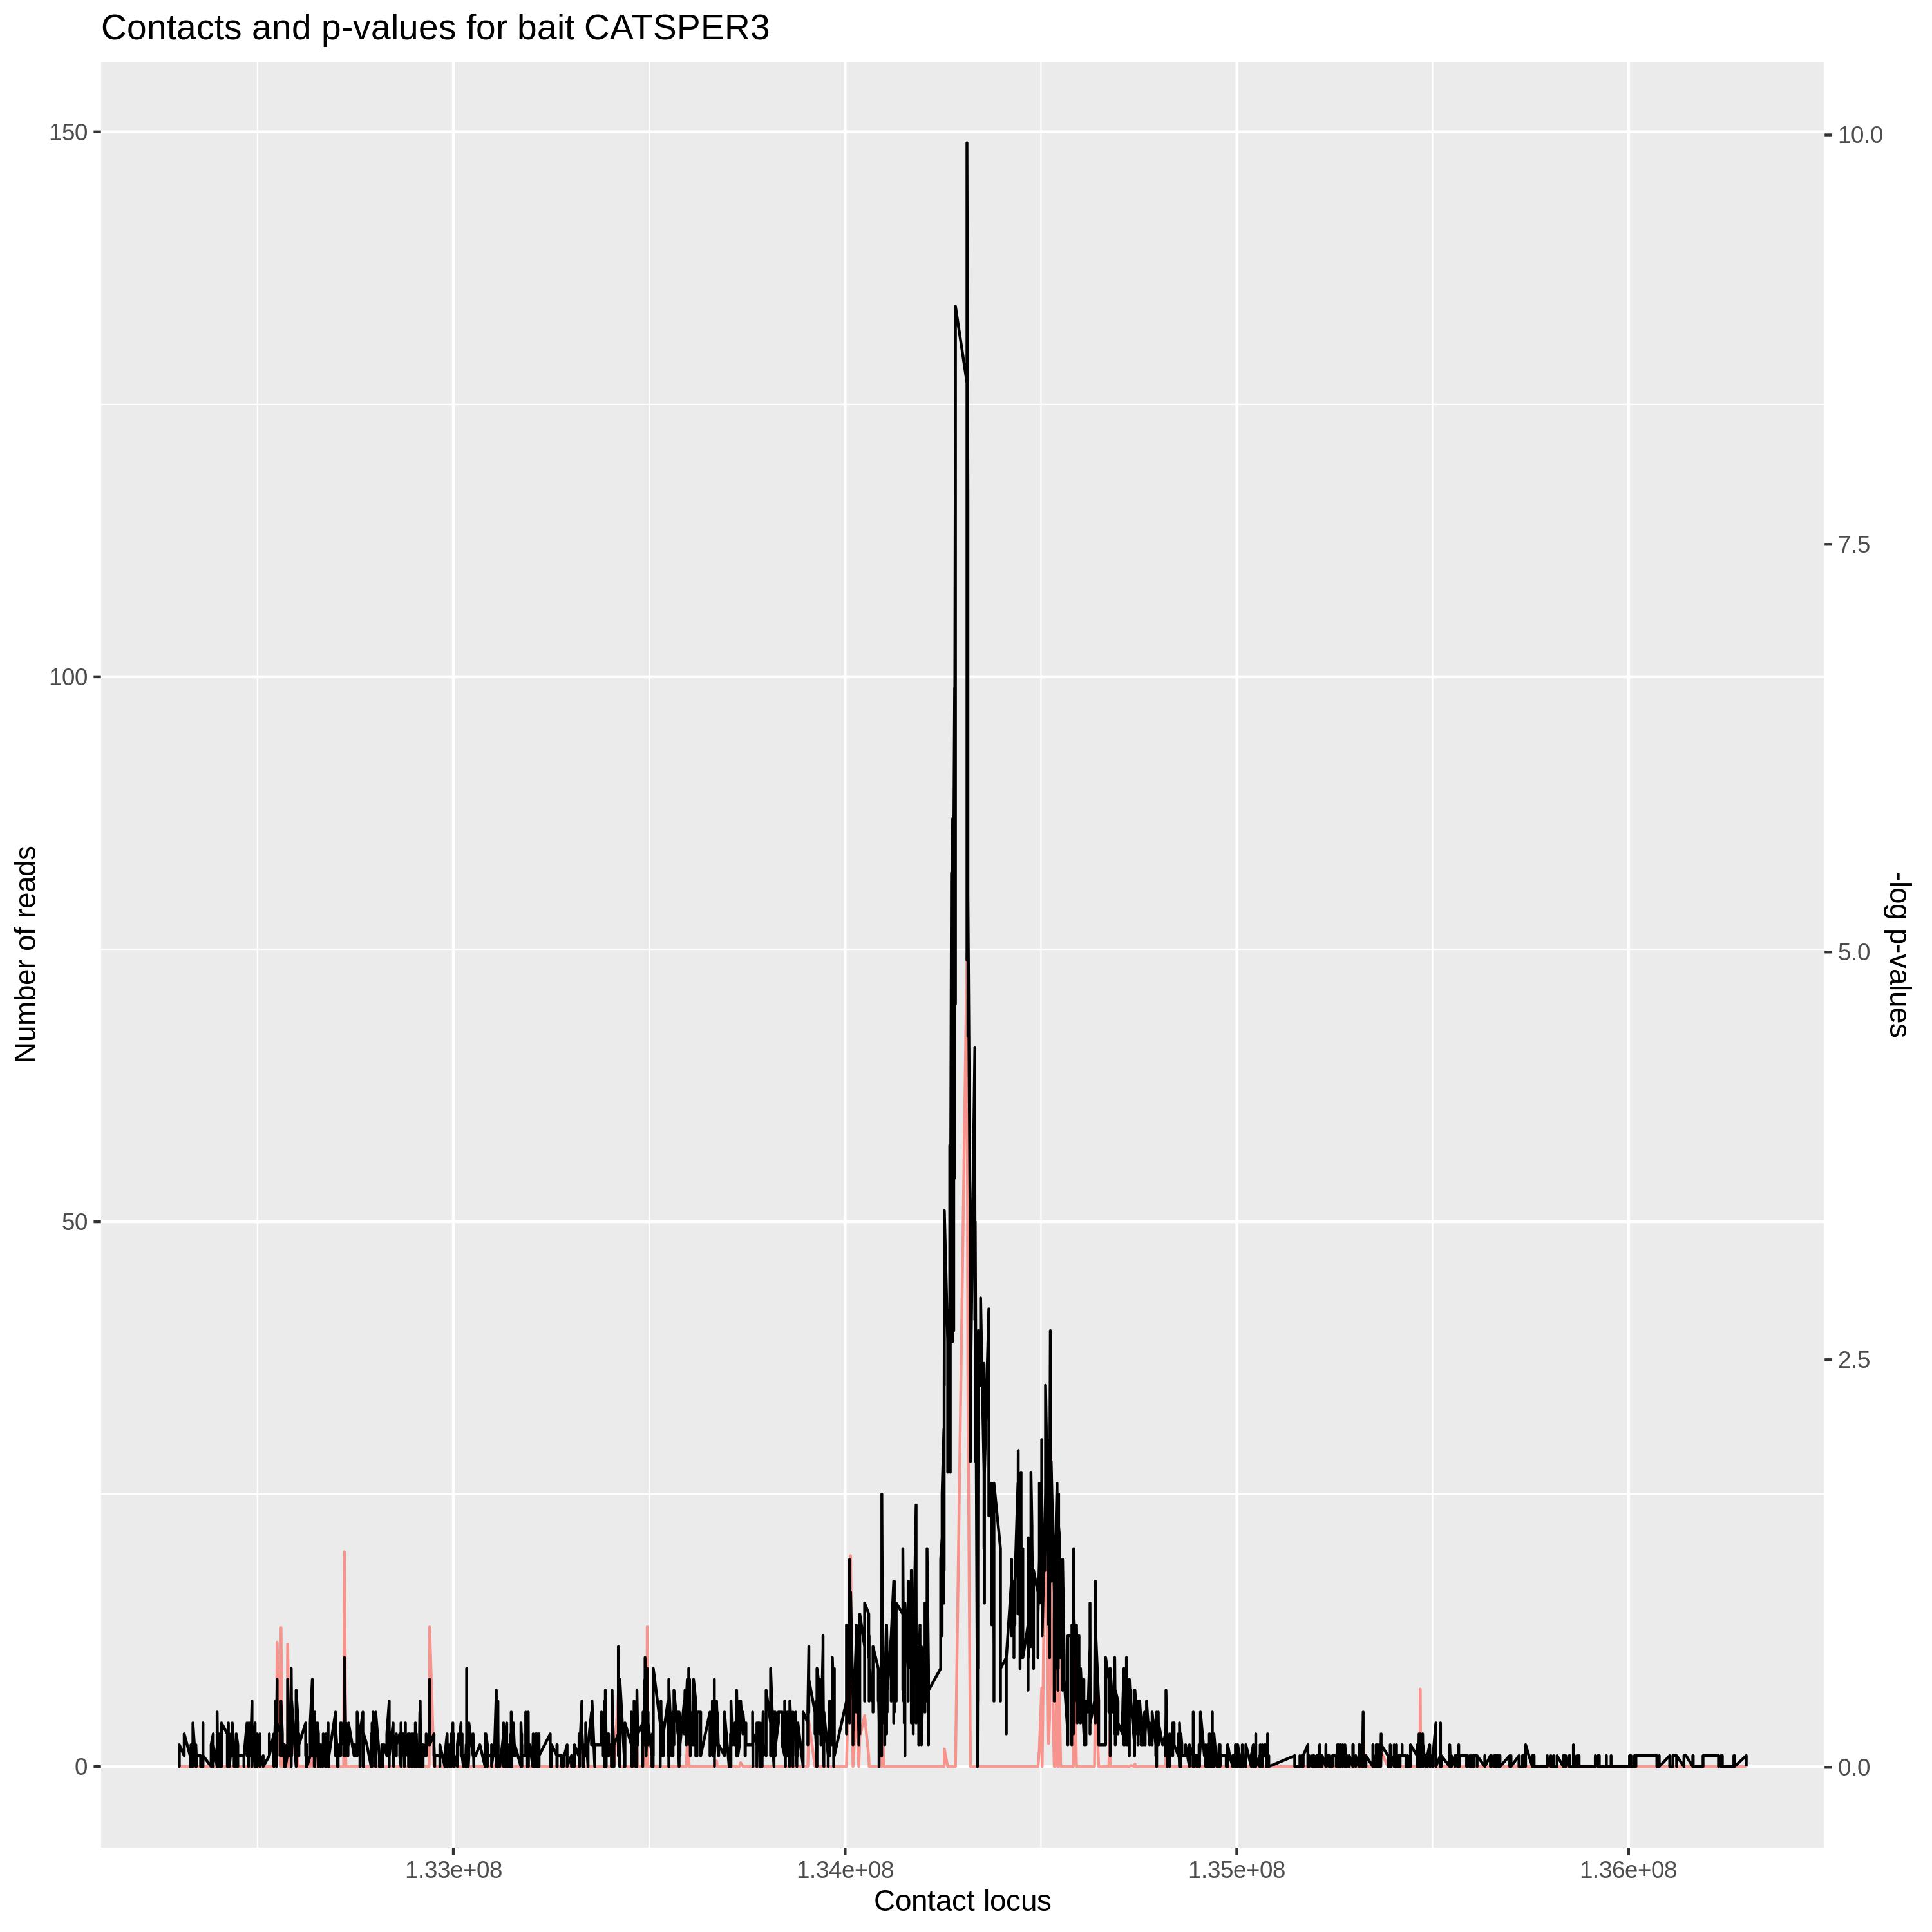 Contacts and p-values for bait CATSPER3
150
100
50
0
Number of reads
10.0
7.5
5.0
2.5
0.0
-log p-values
1.33e+08
1.34e+08
1.35e+08
1.36e+08
Contact locus